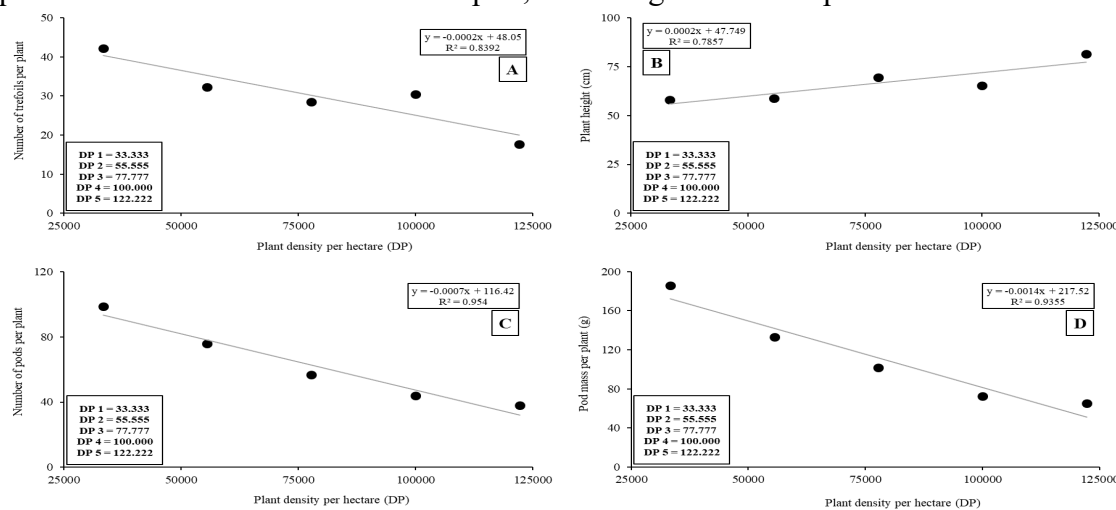 y = -0.0002x + 48.05
R² = 0.8392
A
Number of trefoils per plant
50
40
30
20
10
0
DP 1 = 33.333
DP 2 = 55.555
DP 3 = 77.777
DP 4 = 100.000
DP 5 = 122.222
25000 50000 75000 100000 125000
Plant density per hectare (DP)
y = 0.0002x + 47.749
R² = 0.7857
B
Plant height (cm)
100
75
50
25
0
DP 1 = 33.333
DP 2 = 55.555
DP 3 = 77.777
DP 4 = 100.000
DP 5 = 122.222
25000 50000 75000 100000 12500
Plant density per hectare (DP)
y = -0.0007x + 116.42
R² = 0.954
C
Number of pods per plant
120
80
40
0
DP 1 = 33.333
DP 2 = 55.555
DP 3 = 77.777
DP 4 = 100.000
DP 5 = 122.222
25000 50000 75000 100000 125000
Plant density per hectare (DP)
y = -0.0014x + 217.52
R² = 0.9355
D
Pod mass per plant (g)
200
160
120
80
40
0
DP 1 = 33.333
DP 2 = 55.555
DP 3 = 77.777
DP 4 = 100.000
DP 5 = 122.222
25000 50000 75000 100000 12500
Plant density per hectare (DP)